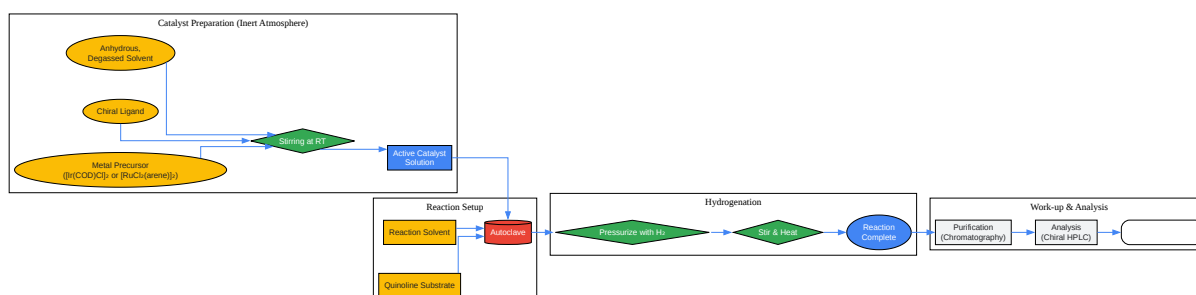 Catalyst Preparation (Inert Atmosphere)
Anhydrous,
Degassed Solvent
Chiral Ligand
Stirring at RT
Metal Precursor
([Ir(COD)Cl]₂ or [RuCl₂(arene)]₂)
Active Catalyst
Solution
Reaction Setup
Reaction Solvent
Autoclave
Quinoline Substrate
Hydrogenation
Pressurize with H₂
Stir & Heat
Reaction
Complete
Work-up & Analysis
Purification
(Chromatography)
Analysis
(Chiral HPLC)